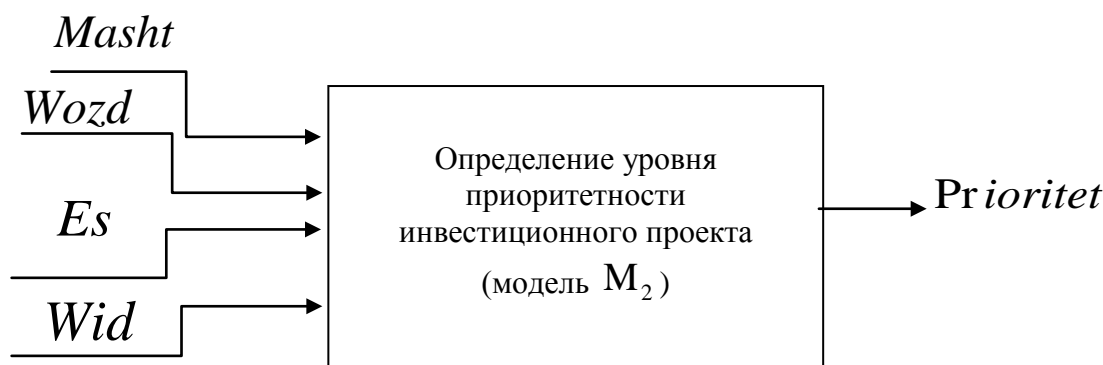 Masht
Wozd
Es
Wid
Определение уровня
приоритетности
инвестиционного проекта
(модель M₂)
Prioritet